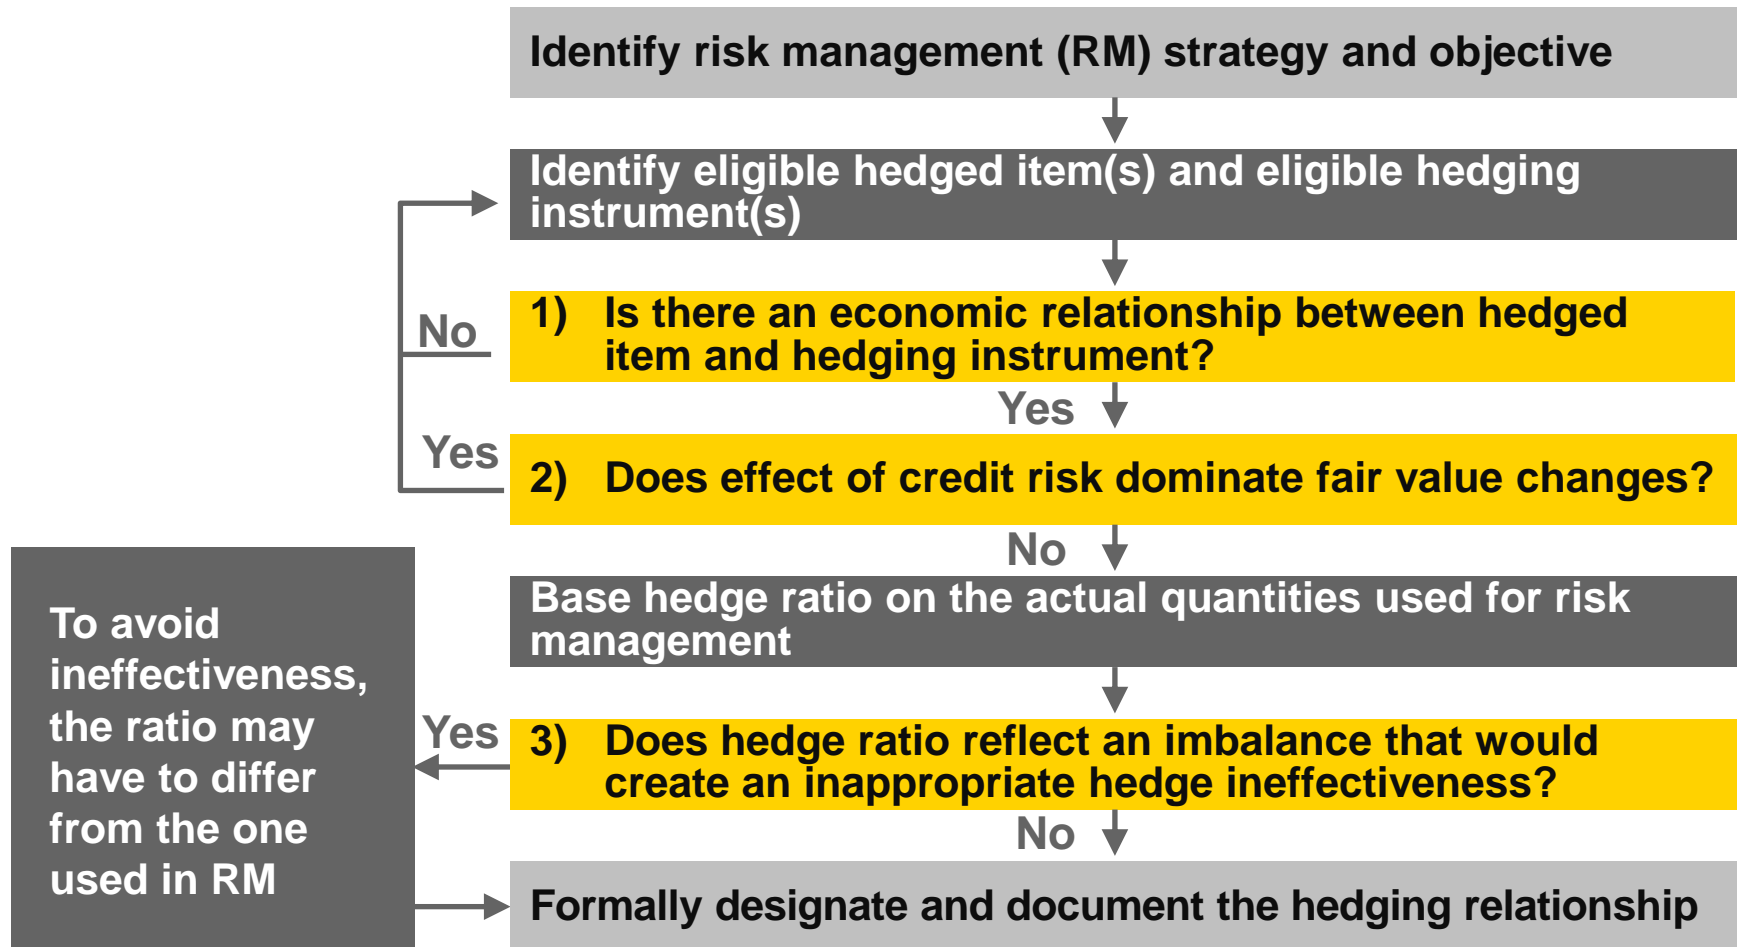 Identify risk management (RM) strategy and objective
Identify eligible hedged item(s) and eligible hedging
instrument(s)
No
1) Is there an economic relationship between hedged
item and hedging instrument?
Yes
Yes
2) Does effect of credit risk dominate fair value changes?
No
Base hedge ratio on the actual quantities used for risk
management
To avoid
ineffectiveness,
the ratio may
have to differ
from the one
used in RM
Yes
3) Does hedge ratio reflect an imbalance that would
create an inappropriate hedge ineffectiveness?
No
Formally designate and document the hedging relationship